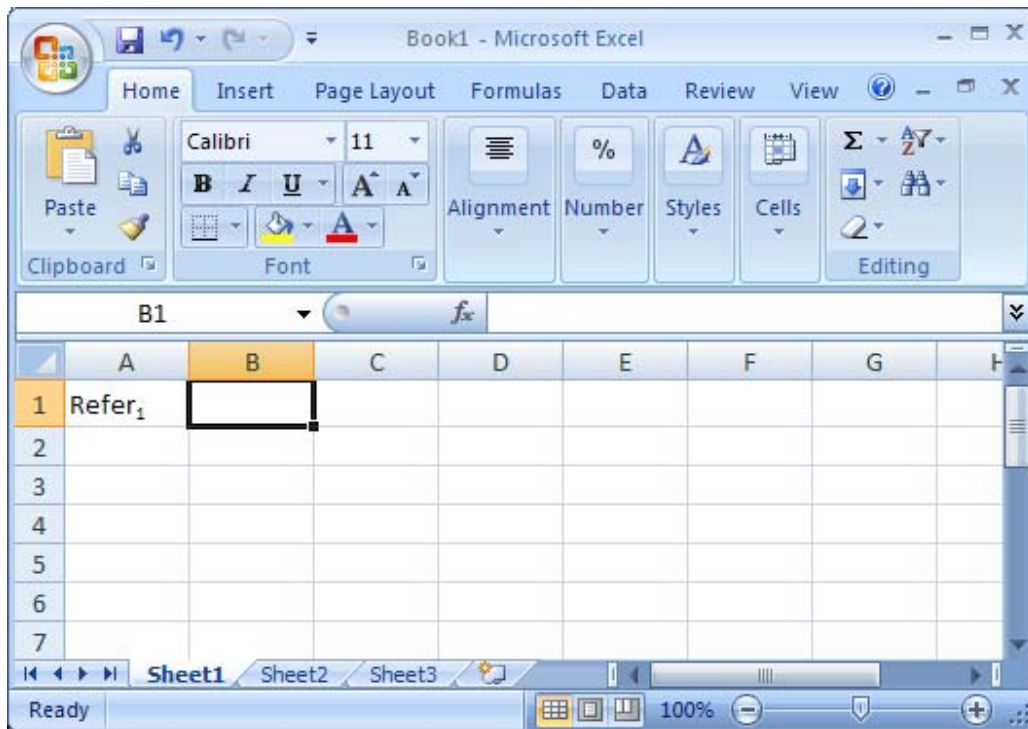 Book1 - Microsoft Excel
Home Insert Page Layout Formulas Data Review View
Calibri 11
B I U A A
Paste Alignment Number Styles Cells
Clipboard Font Editing
B1 fx
A B C D E F G H
1 Refer₁
2
3
4
5
6
7
Sheet1 Sheet2 Sheet3
Ready 100%